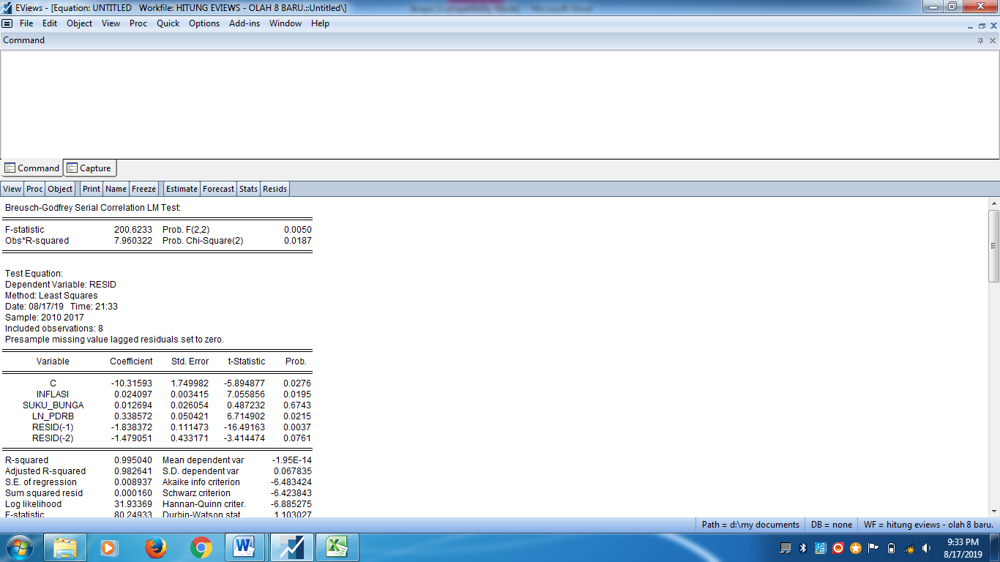 EViews - [Equation: UNTITLED   Workfile: HITUNG EVIEWS - OLAH 8 BARU.::Untitled\]
File Edit Object View Proc Quick Options Add-ins Window Help
Command
Command Capture
View Proc Object Print Name Freeze Estimate Forecast Stats Resids
Breusch-Godfrey Serial Correlation LM Test:
F-statistic 200.6233 Prob. F(2,2) 0.0050
Obs*R-squared 7.960322 Prob. Chi-Square(2) 0.0187
Test Equation:
Dependent Variable: RESID
Method: Least Squares
Date: 08/17/19   Time: 21:33
Sample: 2010 2017
Included observations: 8
Presample missing value lagged residuals set to zero.
Variable Coefficient Std. Error t-Statistic Prob.
C -10.31593 1.749982 -5.894877 0.0276
INFLASI 0.024097 0.003415 7.055856 0.0195
SUKU_BUNGA 0.012694 0.026054 0.487232 0.6743
LN_PDRB 0.338572 0.050421 6.714902 0.0215
RESID(-1) -1.838372 0.111473 -16.49163 0.0037
RESID(-2) -1.479051 0.433171 -3.414474 0.0761
R-squared 0.995040 Mean dependent var -1.95E-14
Adjusted R-squared 0.982641 S.D. dependent var 0.067835
S.E. of regression 0.008937 Akaike info criterion -6.483424
Sum squared resid 0.000160 Schwarz criterion -6.423843
Log likelihood 31.93369 Hannan-Quinn criter. -6.885275
F-statistic 80.24933 Durbin-Watson stat 1.103027
Path = d:\my documents DB = none WF = hitung eviews - olah 8 baru.
9:33 PM
8/17/2019